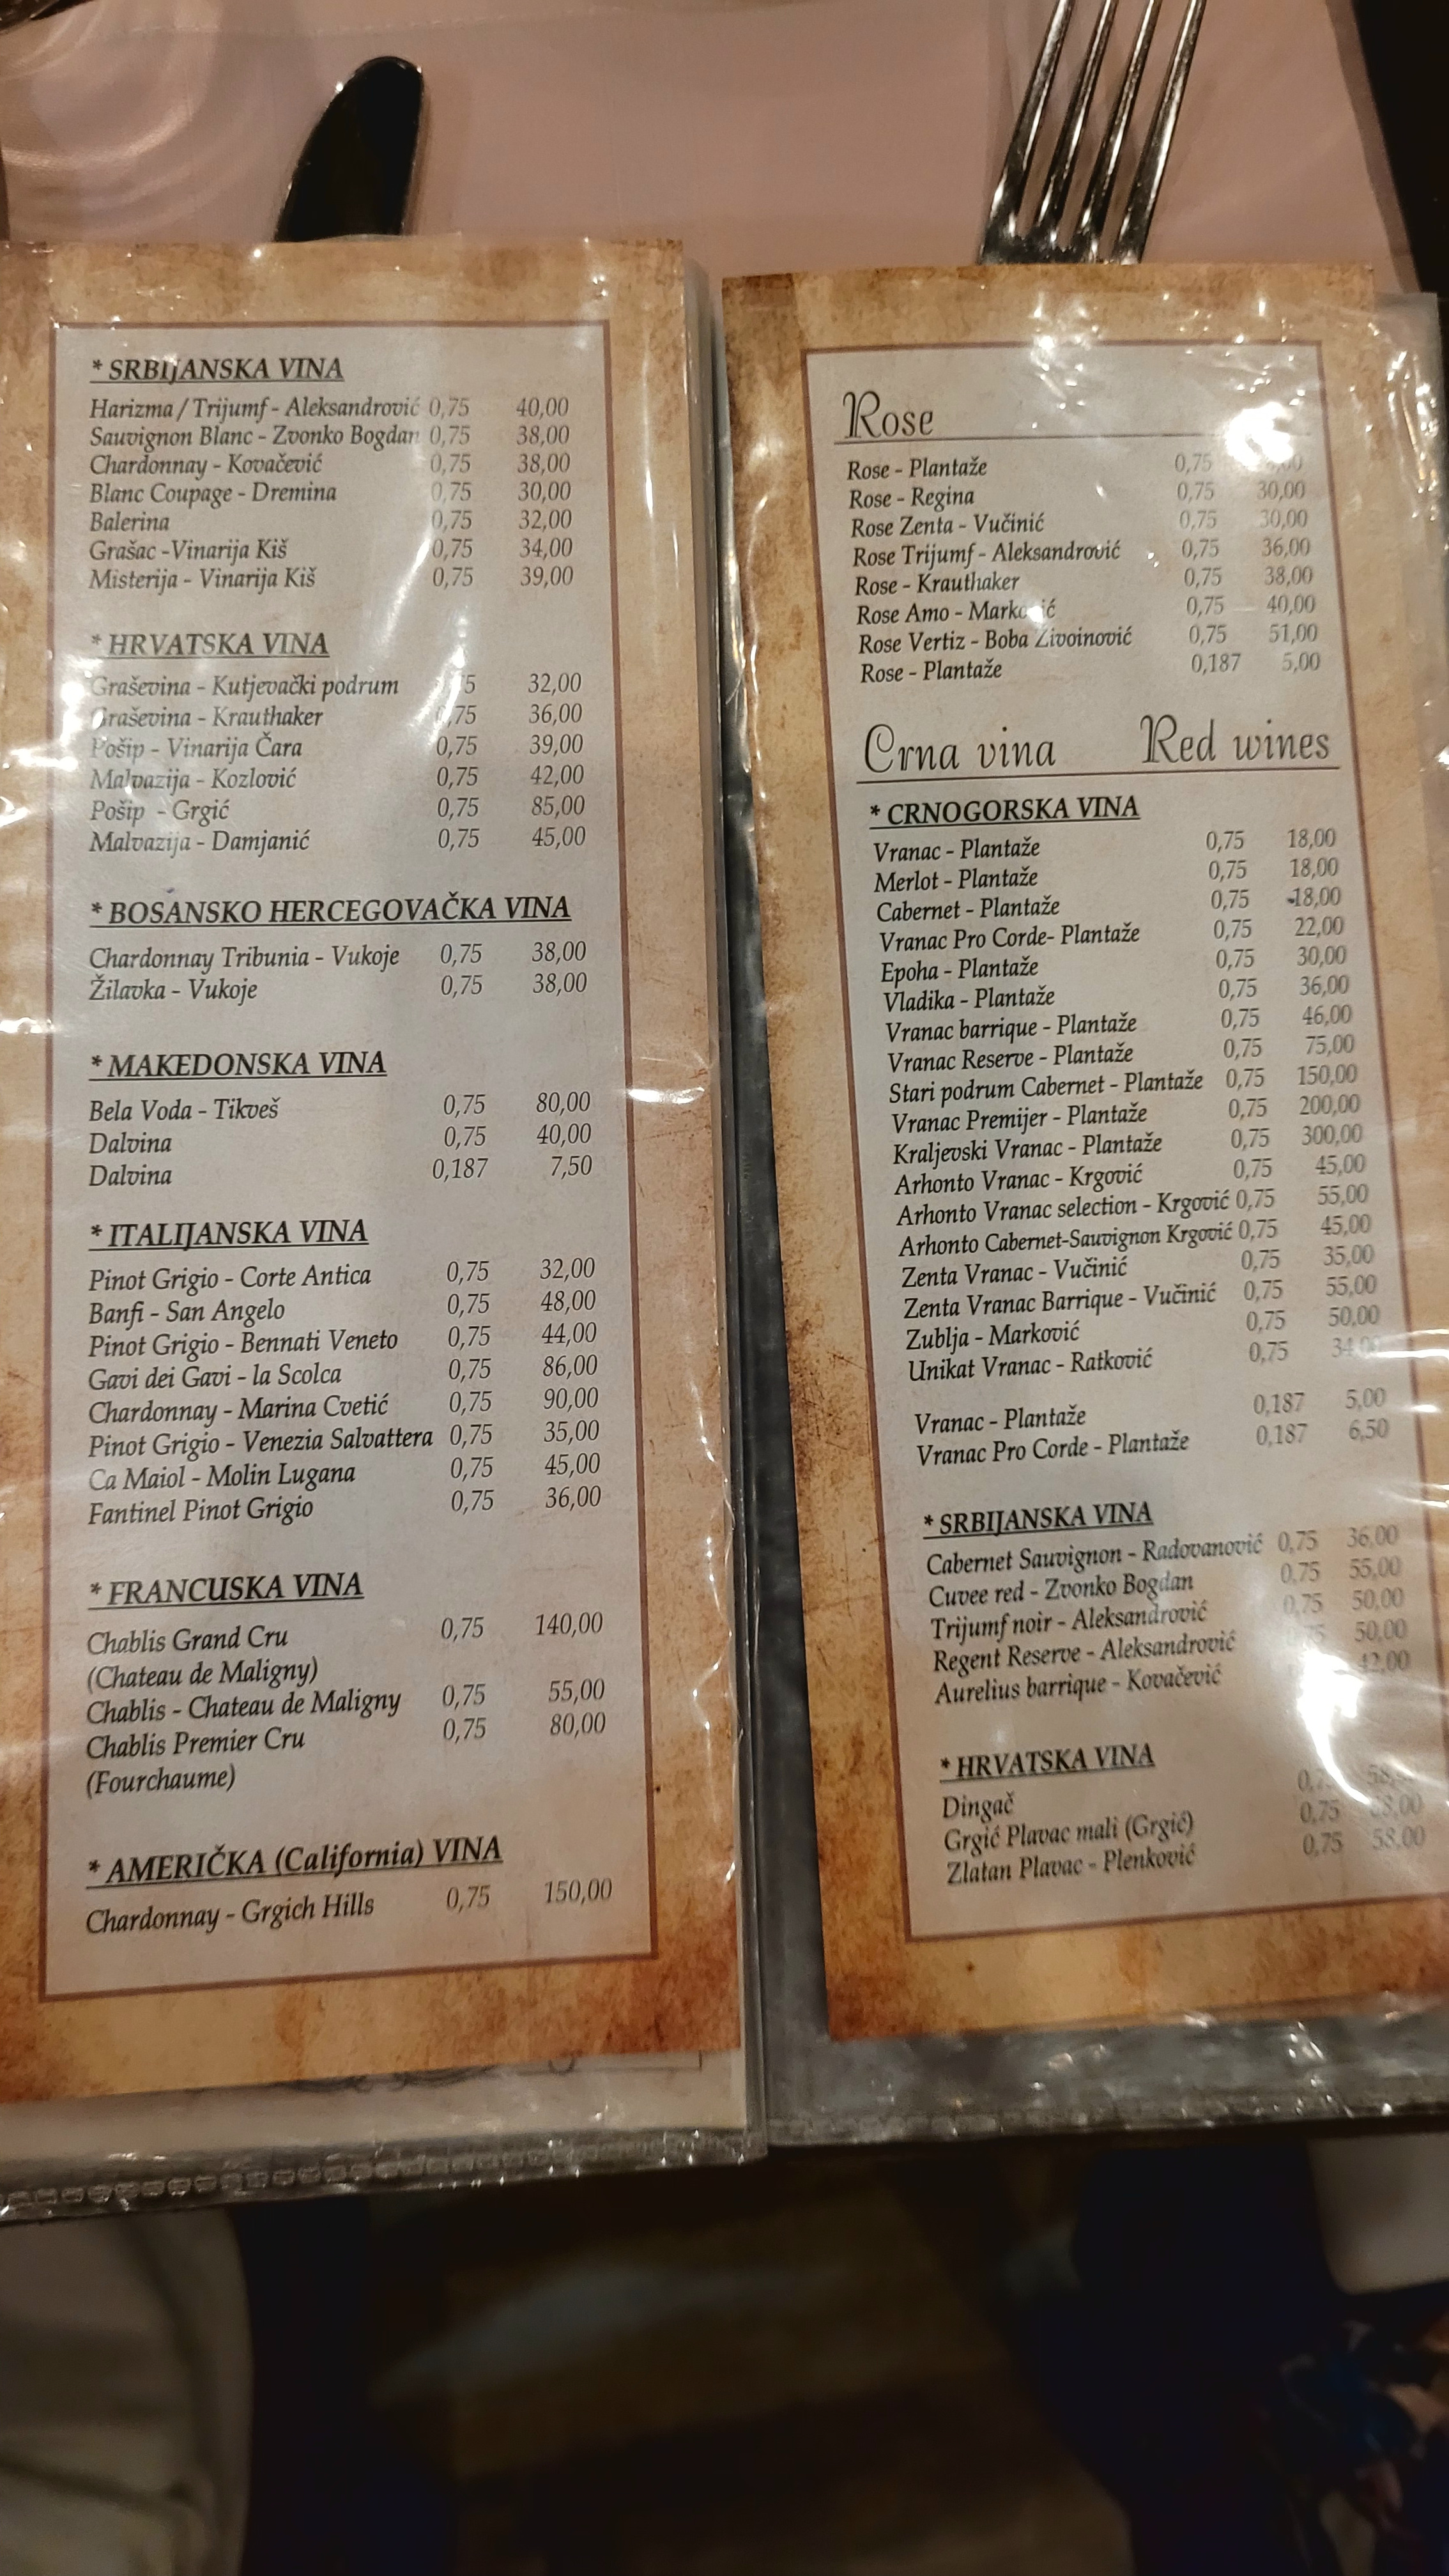 * SRBIJANSKA VINA
Harizma / Trijumf - Aleksandrović 0,75 40,00
Sauvignon Blanc - Zvonko Bogdan 0,75 38,00
Chardonnay - Kovačević 0,75 38,00
Blanc Coupage - Dremina 0,75 30,00
Balerina 0,75 32,00
Grašac -Vinarija Kiš 0,75 34,00
Misterija - Vinarija Kiš 0,75 39,00
* HRVATSKA VINA
Graševina - Kutjevački podrum 32,00
Graševina - Krauthaker 0,75 36,00
Pošip - Vinarija Čara 0,75 39,00
Malvazija - Kozlović 0,75 42,00
Pošip - Grgić 0,75 85,00
Malvazija - Damjanić 0,75 45,00
* BOSANSKO HERCEGOVAČKA VINA
Chardonnay Tribunia - Vukoje 0,75 38,00
Žilavka - Vukoje 0,75 38,00
* MAKEDONSKA VINA
Bela Voda - Tikveš 0,75 80,00
Dalvina 0,75 40,00
Dalvina 0,187 7,50
* ITALIJANSKA VINA
Pinot Grigio - Corte Antica 0,75 32,00
Banfi - San Angelo 0,75 48,00
Pinot Grigio - Bennati Veneto 0,75 44,00
Gavi dei Gavi - la Scolca 0,75 86,00
Chardonnay - Marina Cvetić 0,75 90,00
Pinot Grigio - Venezia Salvattera 0,75 35,00
Ca Maiol - Molin Lugana 0,75 45,00
Fantinel Pinot Grigio 0,75 36,00
* FRANCUSKA VINA
Chablis Grand Cru 0,75 140,00
(Chateau de Maligny)
Chablis - Chateau de Maligny 0,75 55,00
Chablis Premier Cru 0,75 80,00
(Fourchaume)
* AMERIČKA (California) VINA
Chardonnay - Grgich Hills 0,75 150,00
Rose
Rose - Plantaže 0,75
Rose - Regina 0,75 30,00
Rose Zenta - Vučinić 0,75 30,00
Rose Trijumf - Aleksandrović 0,75 36,00
Rose - Krauthaker 0,75 38,00
Rose Amo - 0,75 40,00
Rose Vertiz - Boba Živoinović 0,75 51,00
Rose - Plantaže 0,187 5,00
Crna vina Red wines
* CRNOGORSKA VINA
Vranac - Plantaže 0,75 18,00
Merlot - Plantaže 0,75 18,00
Cabernet - Plantaže 0,75 18,00
Vranac Pro Corde- Plantaže 0,75 22,00
Epoha - Plantaže 0,75 30,00
Vladika - Plantaže 0,75 36,00
Vranac barrique - Plantaže 0,75 46,00
Vranac Reserve - Plantaže 0,75 75,00
Stari podrum Cabernet - Plantaže 0,75 150,00
Vranac Premijer - Plantaže 0,75 200,00
Kraljevski Vranac - Plantaže 0,75 300,00
Arhonto Vranac - Krgović 0,75 45,00
Arhonto Vranac selection - Krgović 0,75 55,00
Arhonto Cabernet-Sauvignon Krgović 0,75 45,00
Zenta Vranac - Vučinić 0,75 35,00
Zenta Vranac Barrique - Vučinić 0,75 55,00
Zublja - Marković 0,75 50,00
Unikat Vranac - Ratković 0,75
Vranac - Plantaže 0,187 5,00
Vranac Pro Corde - Plantaže 0,187 6,50
* SRBIJANSKA VINA
Cabernet Sauvignon - Radovanović 0,75 36,00
Cuvee red - Zvonko Bogdan 0,75 55,00
Trijumf noir - Aleksandrović 0,75 50,00
Regent Reserve - Aleksandrović 50,00
Aurelius barrique - Kovačević 42,00
* HRVATSKA VINA
Dingač
Grgić Plavac mali (Grgić) 0,75
Zlatan Plavac - Plenković 0,75 58,00